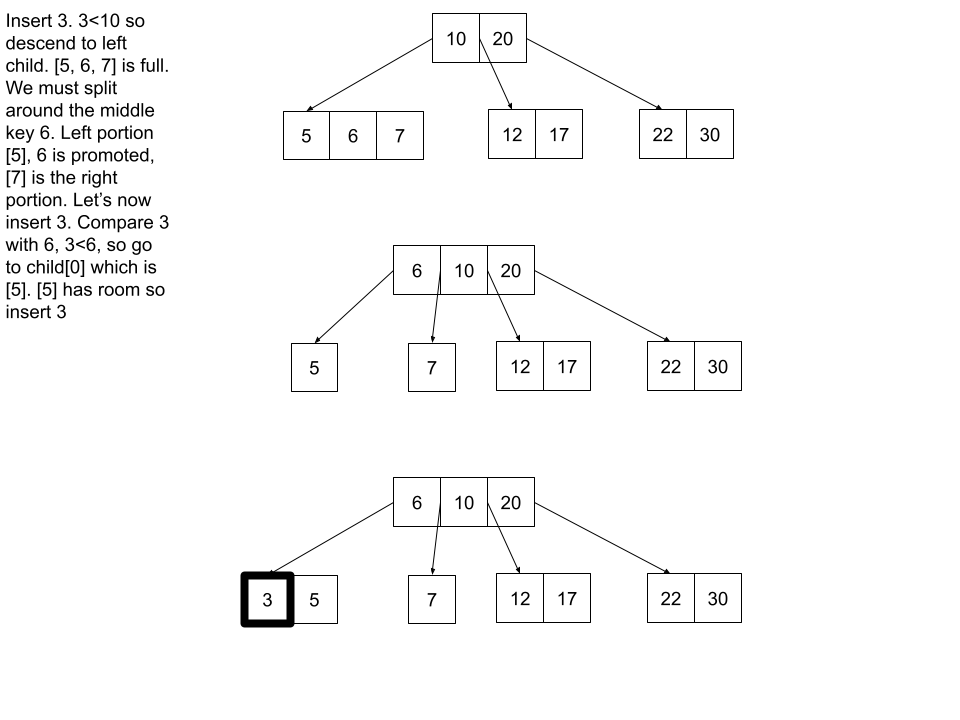 Insert 3. 3<10 so
descend to left
child. [5, 6, 7] is full.
We must split
around the middle
key 6. Left portion
[5], 6 is promoted,
[7] is the right
portion. Let’s now
insert 3. Compare 3
with 6, 3<6, so go
to child[0] which is
[5]. [5] has room so
insert 3
10 20
5 6 7 12 17 22 30
6 10 20
5 7 12 17 22 30
6 10 20
3 5 7 12 17 22 30